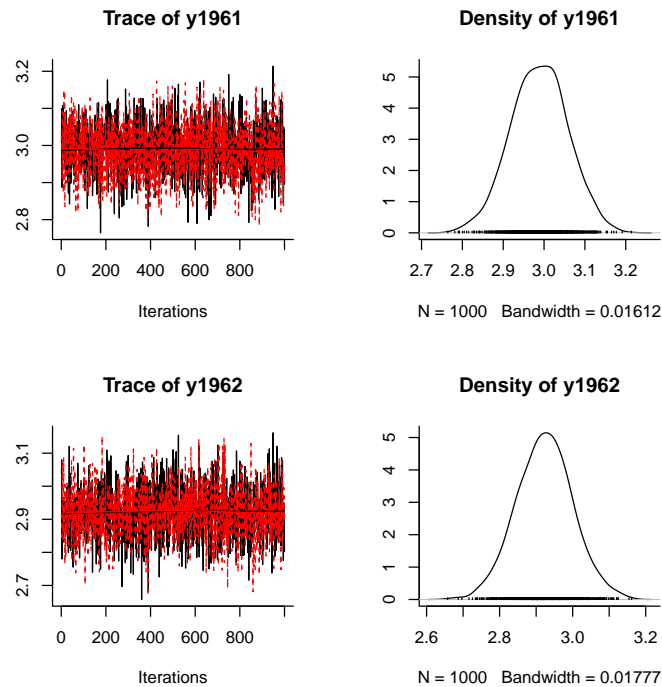 Trace of y1961
Density of y1961
2.8 3.0 3.2
0 200 400 600 800
Iterations
0 1 2 3 4 5
2.7 2.8 2.9 3.0 3.1 3.2
N = 1000 Bandwidth = 0.01612
Trace of y1962
Density of y1962
2.7 2.9 3.1
0 200 400 600 800
Iterations
0 1 2 3 4 5
2.6 2.8 3.0 3.2
N = 1000 Bandwidth = 0.01777